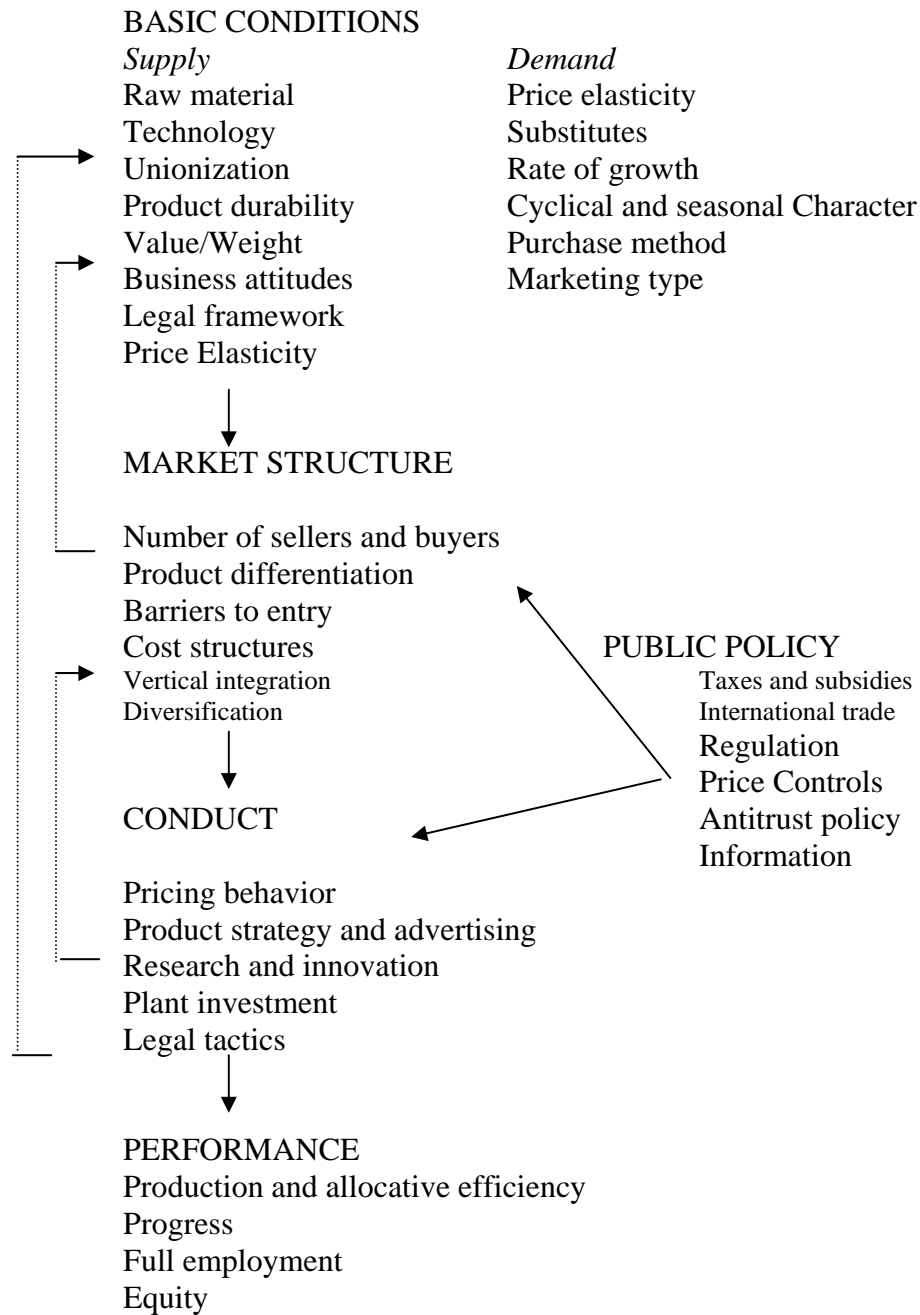 BASIC CONDITIONS
Supply Demand
Raw material Price elasticity
Technology Substitutes
Unionization Rate of growth
Product durability Cyclical and seasonal Character
Value/Weight Purchase method
Business attitudes Marketing type
Legal framework
Price Elasticity
MARKET STRUCTURE
Number of sellers and buyers
Product differentiation
Barriers to entry
Cost structures
Vertical integration
Diversification
PUBLIC POLICY
Taxes and subsidies
International trade
Regulation
Price Controls
Antitrust policy
Information
CONDUCT
Pricing behavior
Product strategy and advertising
Research and innovation
Plant investment
Legal tactics
PERFORMANCE
Production and allocative efficiency
Progress
Full employment
Equity